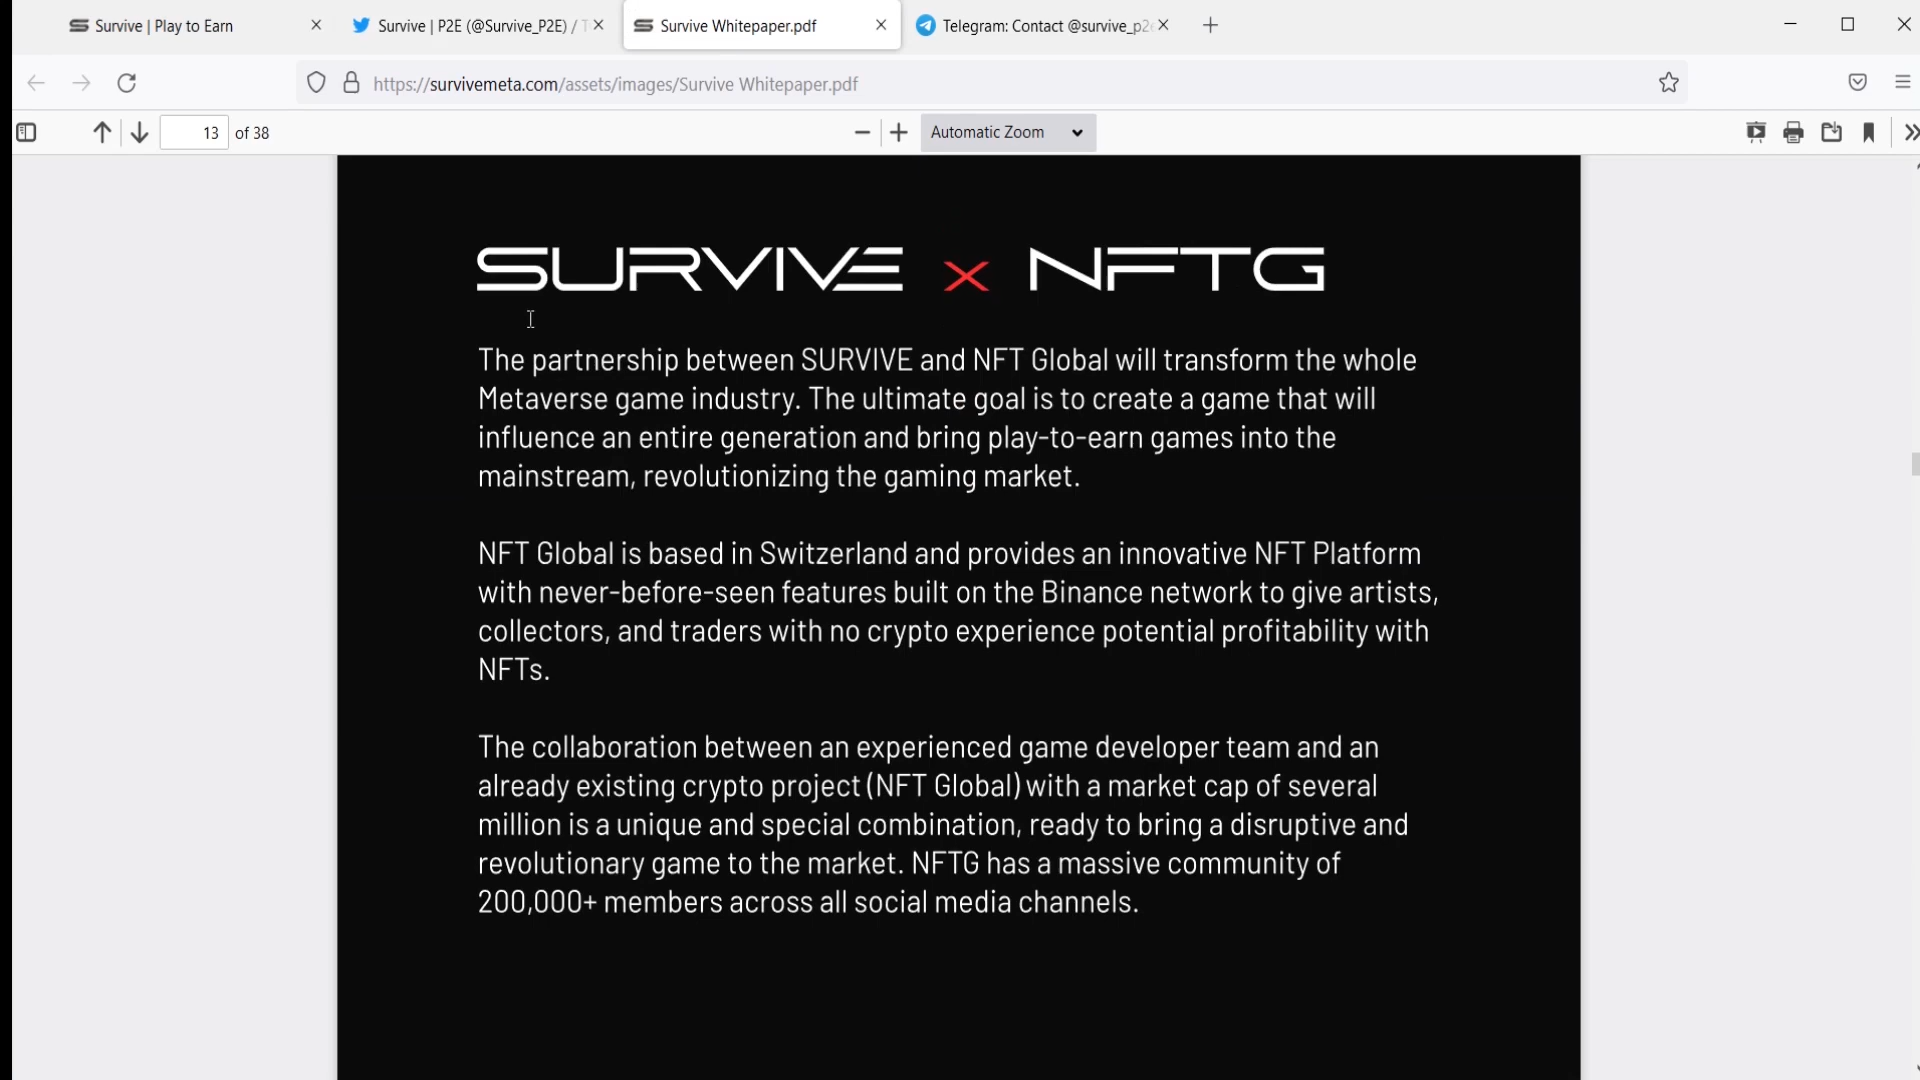 Survive | Play to Earn
Survive | P2E (@Survive_P2E) / T
Survive Whitepaper.pdf
Telegram: Contact @survive_p2e
https://survivemeta.com/assets/images/Survive Whitepaper.pdf
13 of 38
Automatic Zoom
SURVIVE x NFTG
The partnership between SURVIVE and NFT Global will transform the whole
Metaverse game industry. The ultimate goal is to create a game that will
influence an entire generation and bring play-to-earn games into the
mainstream, revolutionizing the gaming market.
NFT Global is based in Switzerland and provides an innovative NFT Platform
with never-before-seen features built on the Binance network to give artists,
collectors, and traders with no crypto experience potential profitability with
NFTs.
The collaboration between an experienced game developer team and an
already existing crypto project (NFT Global) with a market cap of several
million is a unique and special combination, ready to bring a disruptive and
revolutionary game to the market. NFTG has a massive community of
200,000+ members across all social media channels.